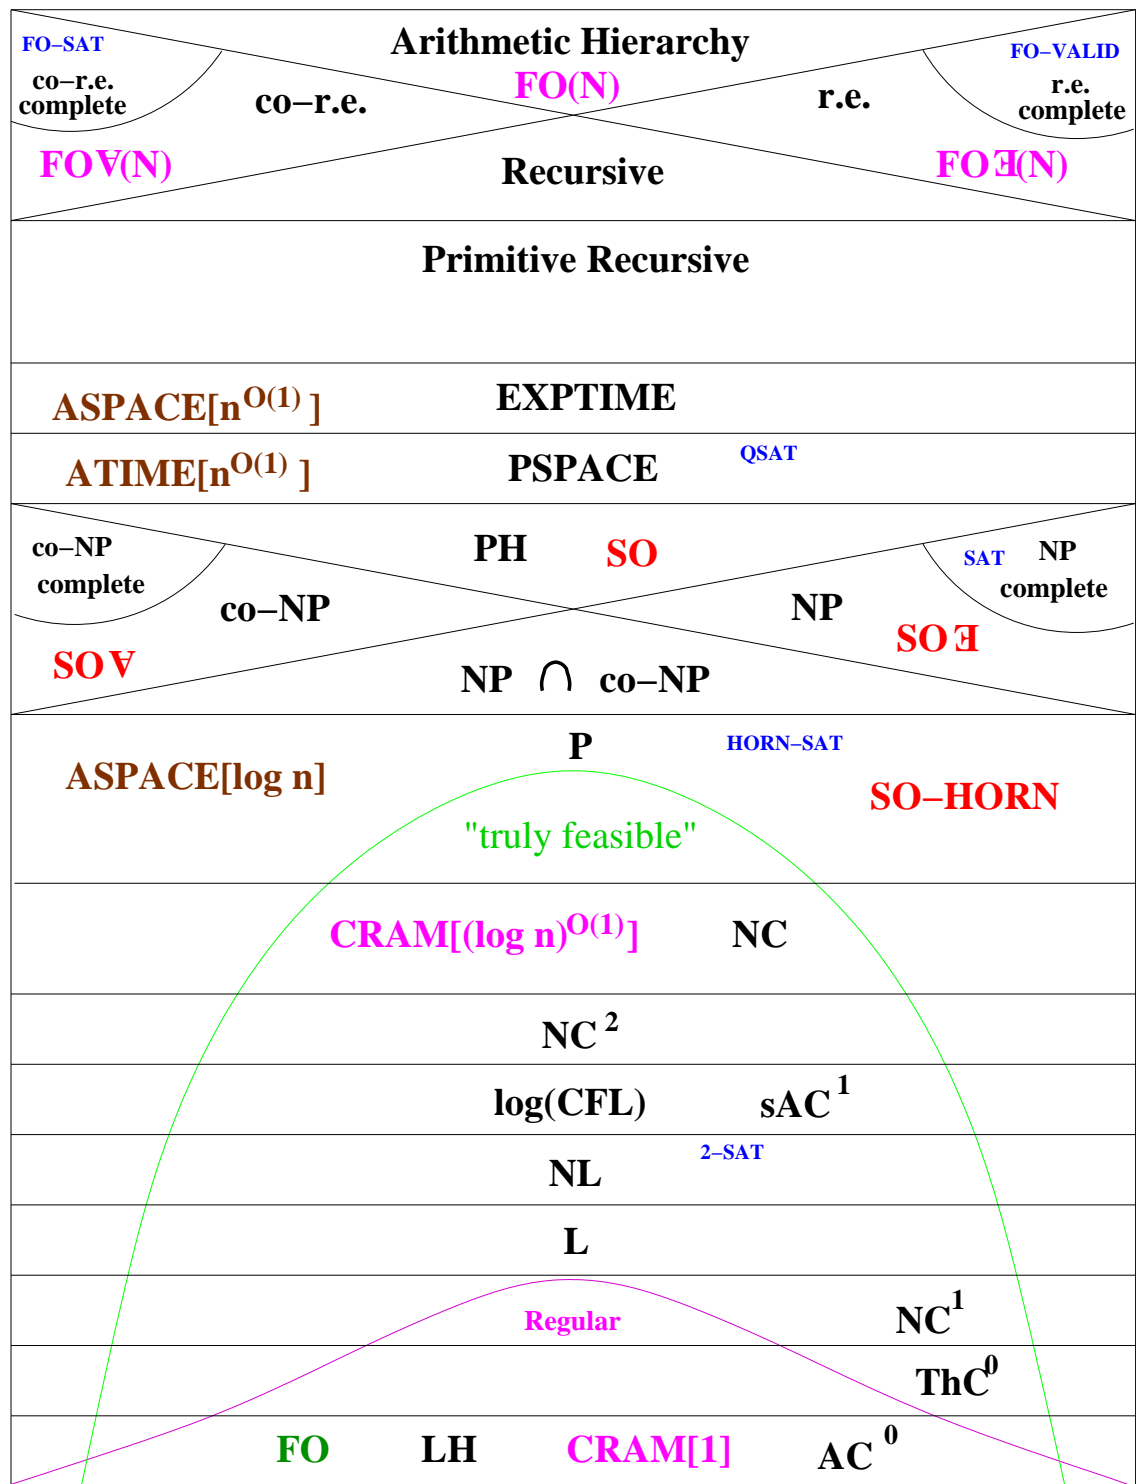 Arithmetic Hierarchy
FO–SAT
FO–VALID
co–r.e.
complete
co–r.e.
FO(N)
r.e.
r.e.
complete
FO∀(N)
Recursive
FO∃(N)
Primitive Recursive
ASPACE[n^O(1) ]
EXPTIME
ATIME[n^O(1) ]
PSPACE
QSAT
co–NP
complete
PH
SO
SAT
NP
complete
co–NP
NP
SO∀
SO∃
NP ∩ co–NP
P
HORN–SAT
ASPACE[log n]
SO–HORN
"truly feasible"
CRAM[(log n)^O(1)]
NC
NC^2
log(CFL)
sAC^1
2–SAT
NL
L
Regular
NC^1
ThC^0
FO
LH
CRAM[1]
AC^0